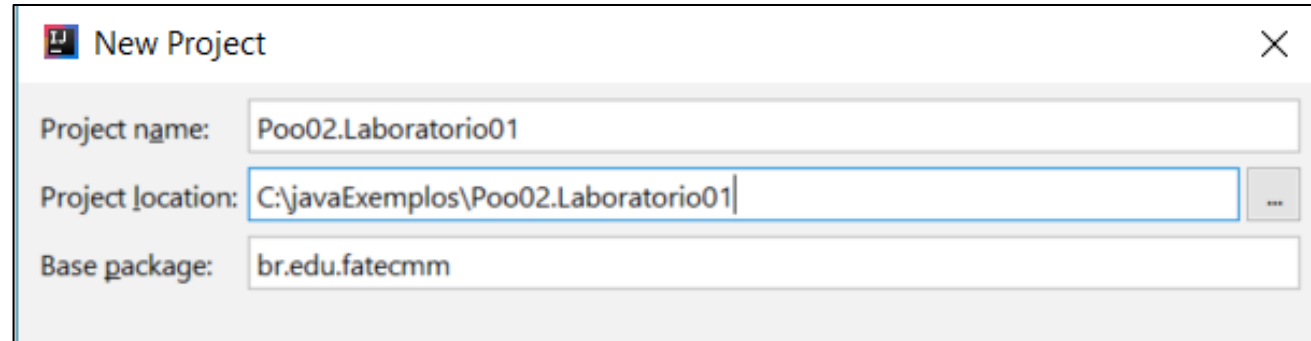 New Project
Project name: Poo02.Laboratorio01
Project location: C:\javaExemplos\Poo02.Laboratorio01 ...
Base package: br.edu.fatecmm